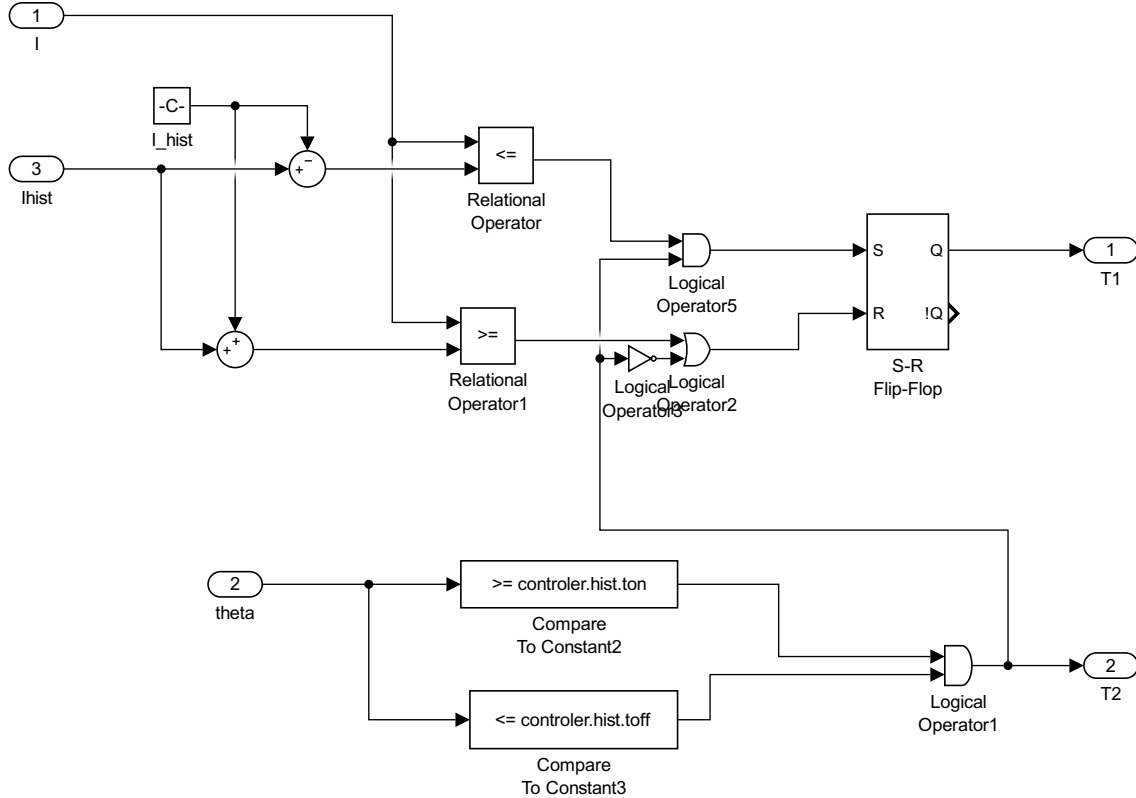 1
I
-C-
I_hist
3
Ihist
+
−
<=
Relational
Operator
+
+
>=
Relational
Operator1
Logical
Operator5
Logical
Operator3
Logical
Operator2
S
Q
R
!Q
S-R
Flip-Flop
1
T1
2
theta
>= controler.hist.ton
Compare
To Constant2
<= controler.hist.toff
Compare
To Constant3
Logical
Operator1
2
T2